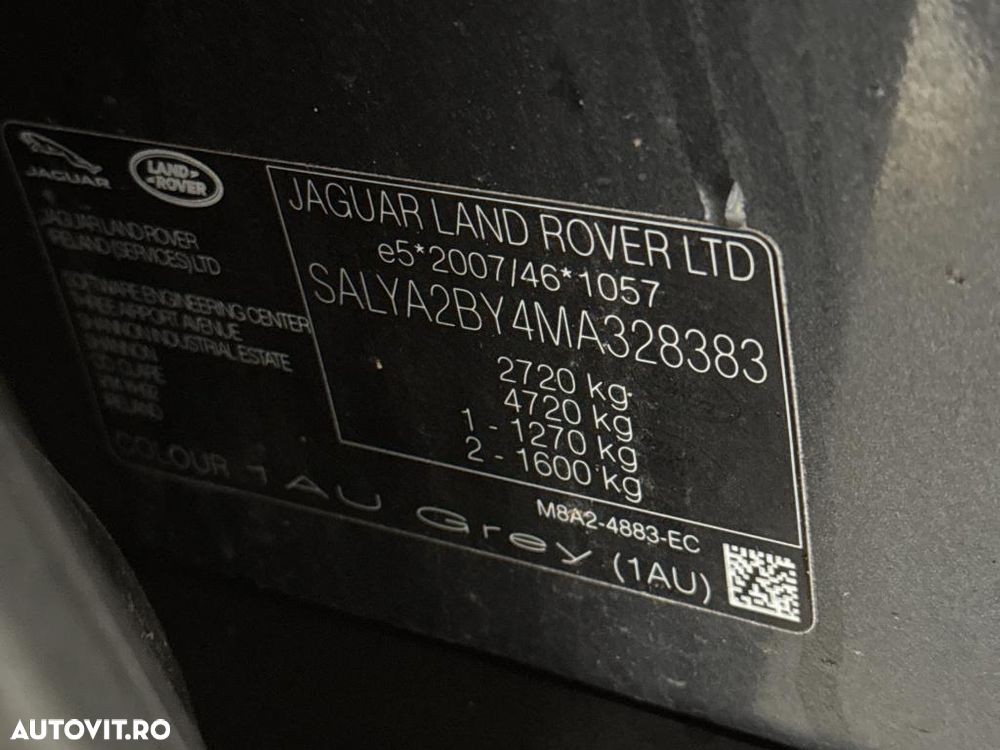 JAGUAR
LAND
ROVER
JAGUAR LAND ROVER
IRELAND (SERVICES) LTD
SOFTWARE ENGINEERING CENTER
THREE AIRPORT AVENUE
SHANNON INDUSTRIAL ESTATE
SHANNON
CO CLARE
IRELAND
JAGUAR LAND ROVER LTD
e5*2007/46*1057
SALYA2BY4MA328383
2720 kg
4720 kg
1 - 1270 kg
2 - 1600 kg
M8A2-4883-EC
COLOUR 1AU Grey (1AU)
AUTOVIT.RO